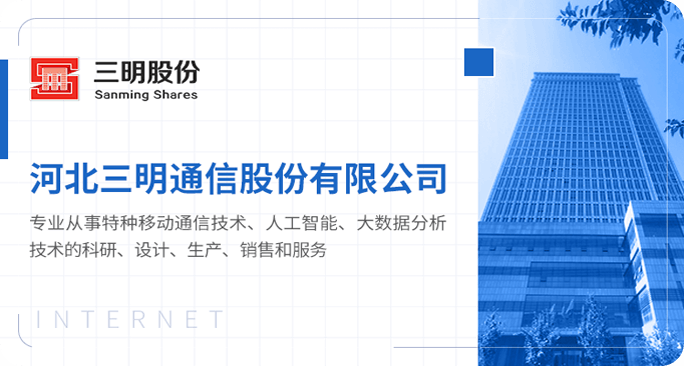 三明股份
Sanming Shares
河北三明通信股份有限公司
专业从事特种移动通信技术、人工智能、大数据分析
技术的科研、设计、生产、销售和服务
INTERNET